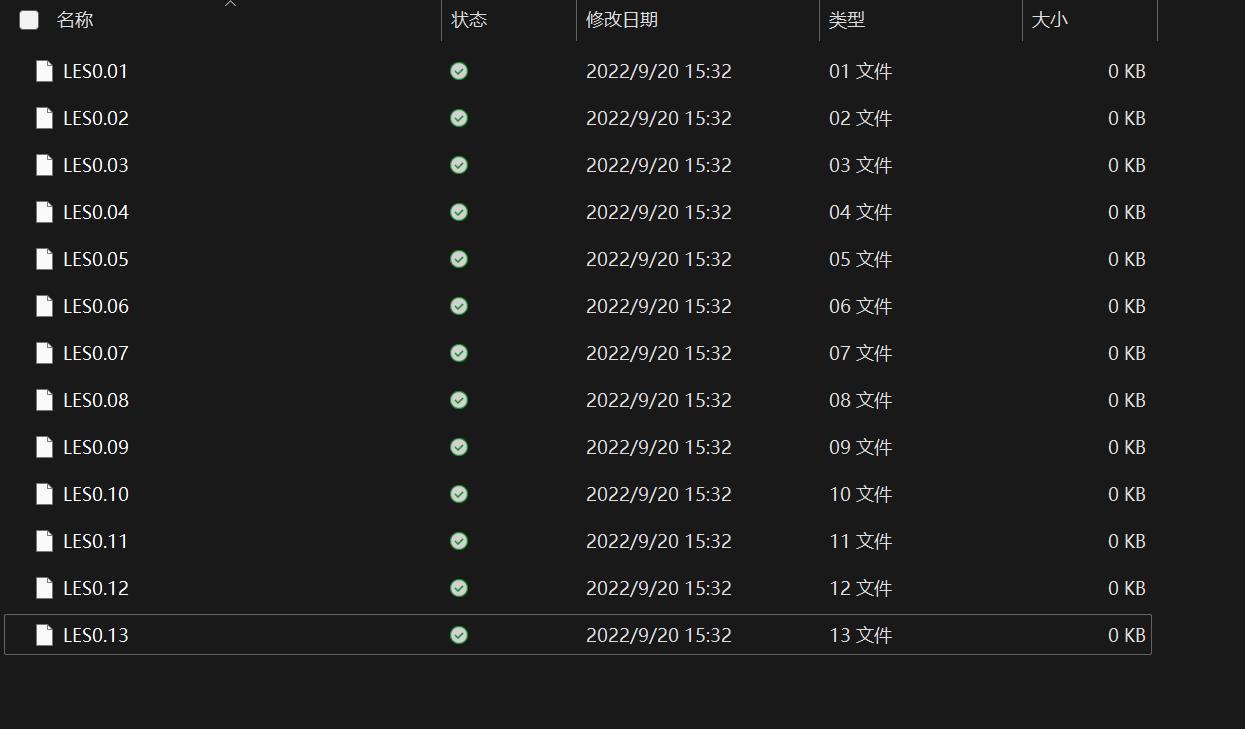 名称 状态 修改日期 类型 大小
LES0.01 2022/9/20 15:32 01 文件 0 KB
LES0.02 2022/9/20 15:32 02 文件 0 KB
LES0.03 2022/9/20 15:32 03 文件 0 KB
LES0.04 2022/9/20 15:32 04 文件 0 KB
LES0.05 2022/9/20 15:32 05 文件 0 KB
LES0.06 2022/9/20 15:32 06 文件 0 KB
LES0.07 2022/9/20 15:32 07 文件 0 KB
LES0.08 2022/9/20 15:32 08 文件 0 KB
LES0.09 2022/9/20 15:32 09 文件 0 KB
LES0.10 2022/9/20 15:32 10 文件 0 KB
LES0.11 2022/9/20 15:32 11 文件 0 KB
LES0.12 2022/9/20 15:32 12 文件 0 KB
LES0.13 2022/9/20 15:32 13 文件 0 KB